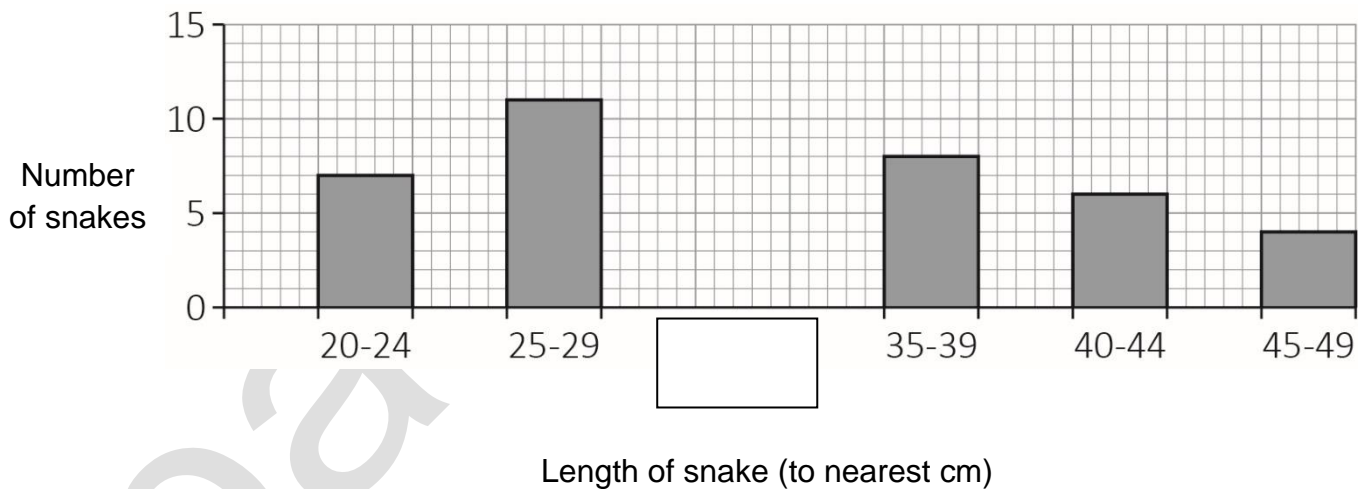 15
10
Number
of snakes
5
0
20-24 25-29 35-39 40-44 45-49
Length of snake (to nearest cm)